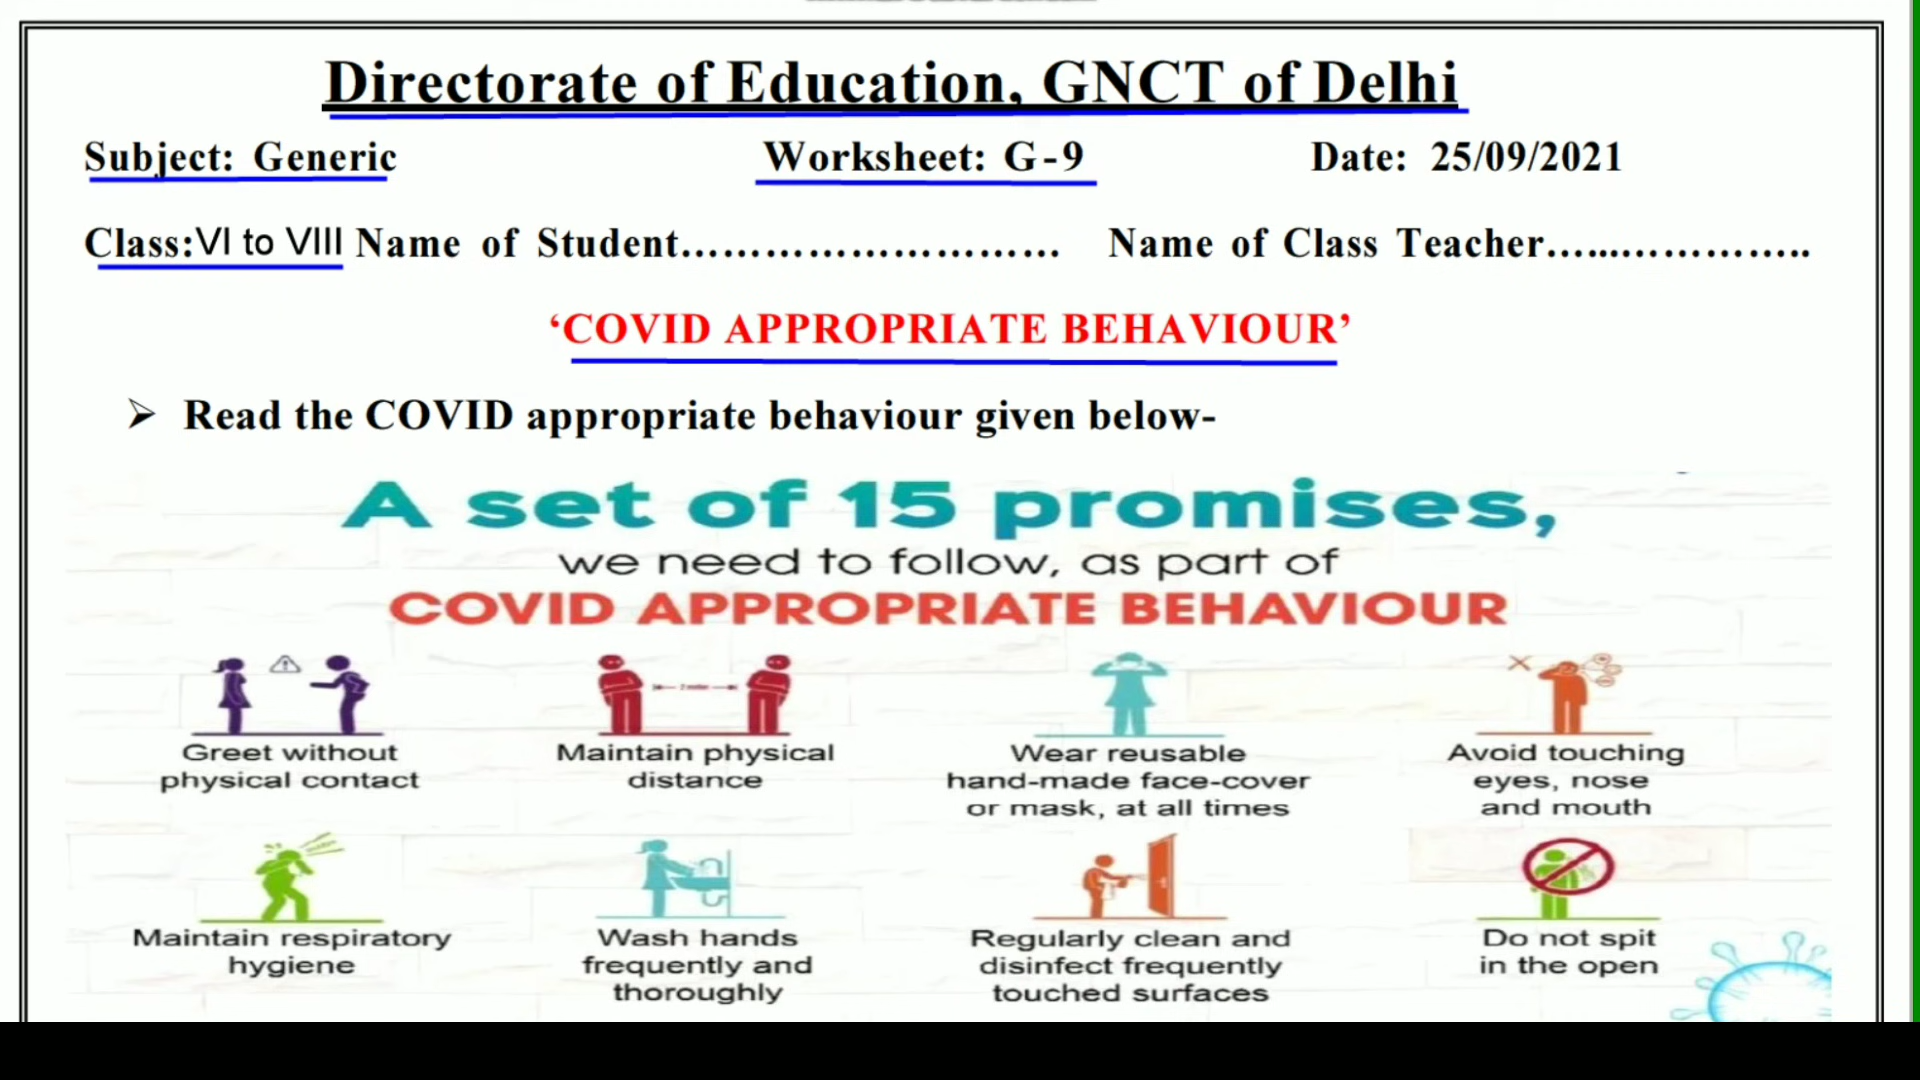 Directorate of Education, GNCT of Delhi
Subject: Generic Worksheet: G-9 Date: 25/09/2021
Class:VI to VIII Name of Student………………………… Name of Class Teacher…...…………..
‘COVID APPROPRIATE BEHAVIOUR’
➢ Read the COVID appropriate behaviour given below-
A set of 15 promises,
we need to follow, as part of
COVID APPROPRIATE BEHAVIOUR
Greet without
physical contact
Maintain physical
distance
Wear reusable
hand-made face-cover
or mask, at all times
Avoid touching
eyes, nose
and mouth
Maintain respiratory
hygiene
Wash hands
frequently and
thoroughly
Regularly clean and
disinfect frequently
touched surfaces
Do not spit
in the open